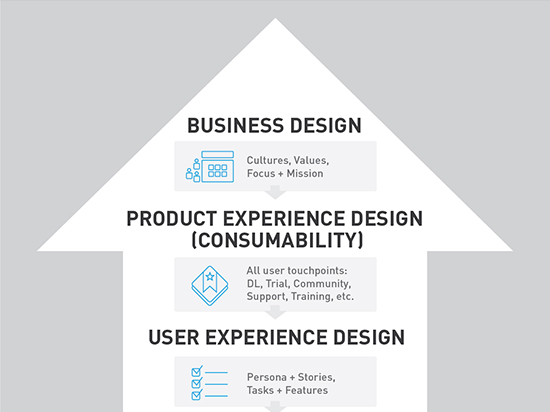 BUSINESS DESIGN
Cultures, Values,
Focus + Mission
PRODUCT EXPERIENCE DESIGN
(CONSUMABILITY)
All user touchpoints:
DL, Trial, Community,
Support, Training, etc.
USER EXPERIENCE DESIGN
Persona + Stories,
Tasks + Features